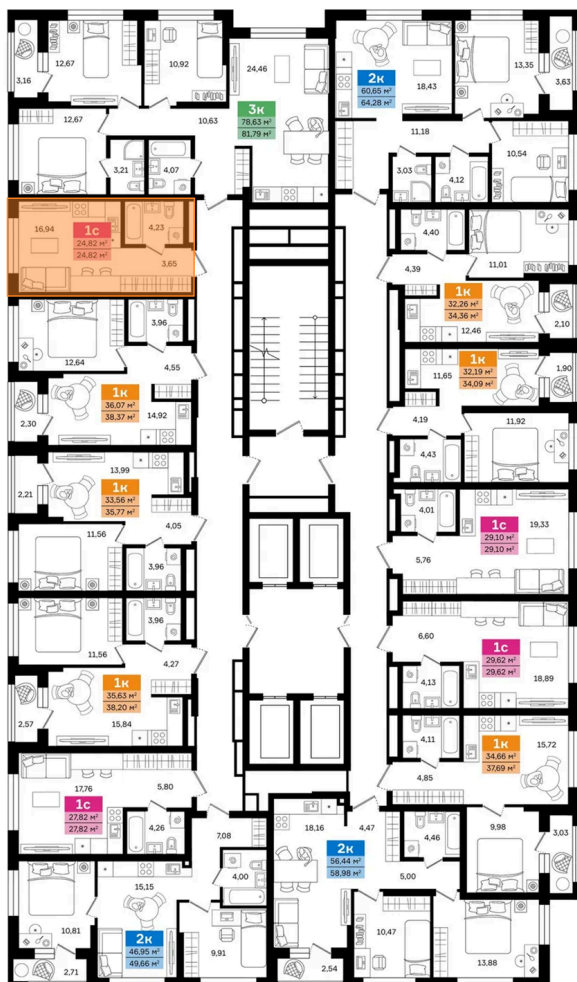 3,16
12,67
10,92
24,46
3к
78,63 м²
81,79 м²
12,67
10,63
3,21
4,07
2к
60,65 м²
64,28 м²
18,43
13,35
3,63
11,18
3,03
4,12
10,54
16,94
1с
24,82 м²
24,82 м²
4,23
3,65
4,40
11,01
4,39
1к
32,26 м²
34,36 м²
12,46
2,10
12,64
3,96
4,55
1к
36,07 м²
38,37 м²
14,92
2,30
11,65
1к
32,19 м²
34,09 м²
1,90
4,19
11,92
4,43
2,21
13,99
1к
33,56 м²
35,77 м²
4,05
11,56
3,96
4,01
1с
29,10 м²
29,10 м²
19,33
5,76
11,56
3,96
4,27
1к
35,63 м²
38,20 м²
15,84
2,57
6,60
1с
29,62 м²
29,62 м²
18,89
4,13
4,11
1к
34,66 м²
37,69 м²
15,72
4,85
17,76
5,80
1с
27,82 м²
27,82 м²
4,26
7,08
4,00
18,16
4,47
2к
56,44 м²
58,98 м²
4,46
5,00
9,98
3,03
15,15
10,81
2к
46,95 м²
49,66 м²
2,71
9,91
2,54
10,47
13,88